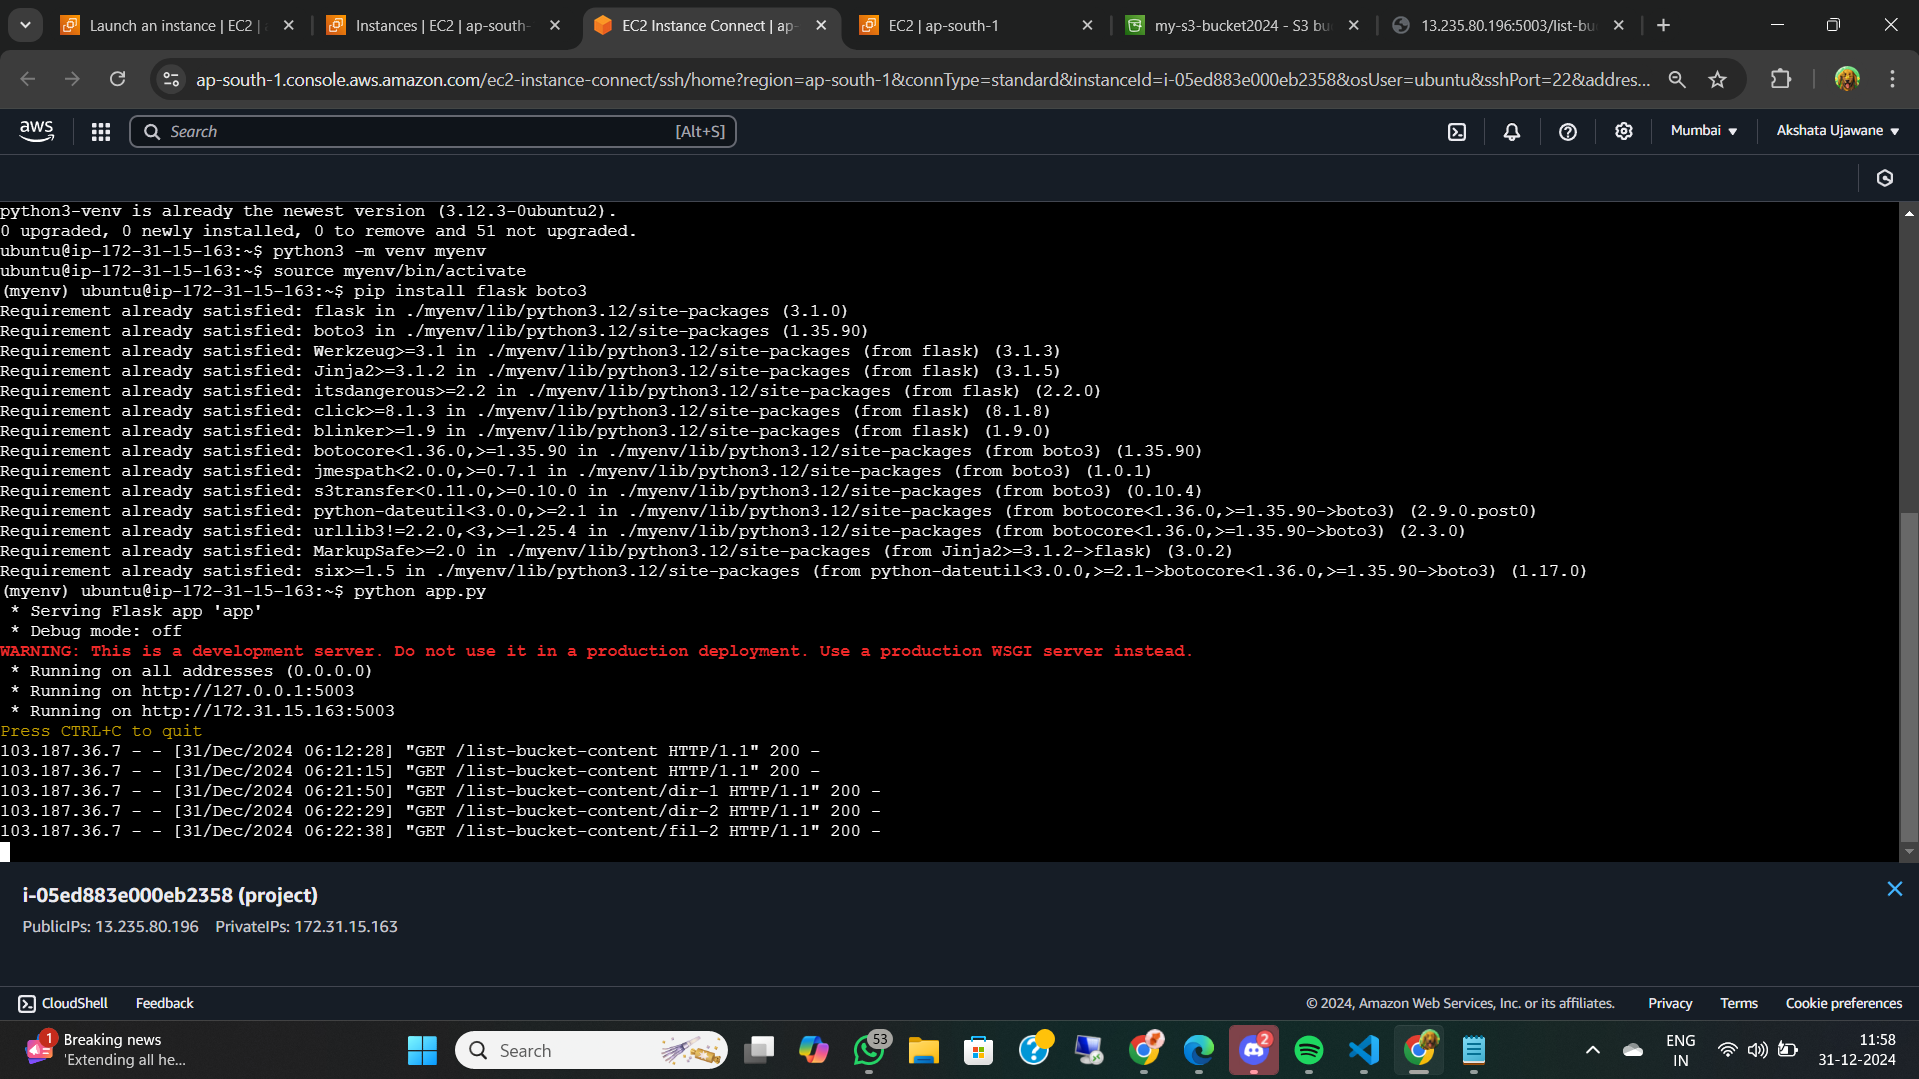 Launch an instance | EC2 | a
Instances | EC2 | ap-south-
EC2 Instance Connect | ap-
EC2 | ap-south-1
my-s3-bucket2024 - S3 bu
13.235.80.196:5003/list-bu
ap-south-1.console.aws.amazon.com/ec2-instance-connect/ssh/home?region=ap-south-1&connType=standard&instanceId=i-05ed883e000eb2358&osUser=ubuntu&sshPort=22&addres...
aws
Search
[Alt+S]
Mumbai
Akshata Ujawane
python3-venv is already the newest version (3.12.3-0ubuntu2).
0 upgraded, 0 newly installed, 0 to remove and 51 not upgraded.
ubuntu@ip-172-31-15-163:~$ python3 -m venv myenv
ubuntu@ip-172-31-15-163:~$ source myenv/bin/activate
(myenv) ubuntu@ip-172-31-15-163:~$ pip install flask boto3
Requirement already satisfied: flask in ./myenv/lib/python3.12/site-packages (3.1.0)
Requirement already satisfied: boto3 in ./myenv/lib/python3.12/site-packages (1.35.90)
Requirement already satisfied: Werkzeug>=3.1 in ./myenv/lib/python3.12/site-packages (from flask) (3.1.3)
Requirement already satisfied: Jinja2>=3.1.2 in ./myenv/lib/python3.12/site-packages (from flask) (3.1.5)
Requirement already satisfied: itsdangerous>=2.2 in ./myenv/lib/python3.12/site-packages (from flask) (2.2.0)
Requirement already satisfied: click>=8.1.3 in ./myenv/lib/python3.12/site-packages (from flask) (8.1.8)
Requirement already satisfied: blinker>=1.9 in ./myenv/lib/python3.12/site-packages (from flask) (1.9.0)
Requirement already satisfied: botocore<1.36.0,>=1.35.90 in ./myenv/lib/python3.12/site-packages (from boto3) (1.35.90)
Requirement already satisfied: jmespath<2.0.0,>=0.7.1 in ./myenv/lib/python3.12/site-packages (from boto3) (1.0.1)
Requirement already satisfied: s3transfer<0.11.0,>=0.10.0 in ./myenv/lib/python3.12/site-packages (from boto3) (0.10.4)
Requirement already satisfied: python-dateutil<3.0.0,>=2.1 in ./myenv/lib/python3.12/site-packages (from botocore<1.36.0,>=1.35.90->boto3) (2.9.0.post0)
Requirement already satisfied: urllib3!=2.2.0,<3,>=1.25.4 in ./myenv/lib/python3.12/site-packages (from botocore<1.36.0,>=1.35.90->boto3) (2.3.0)
Requirement already satisfied: MarkupSafe>=2.0 in ./myenv/lib/python3.12/site-packages (from Jinja2>=3.1.2->flask) (3.0.2)
Requirement already satisfied: six>=1.5 in ./myenv/lib/python3.12/site-packages (from python-dateutil<3.0.0,>=2.1->botocore<1.36.0,>=1.35.90->boto3) (1.17.0)
(myenv) ubuntu@ip-172-31-15-163:~$ python app.py
* Serving Flask app 'app'
* Debug mode: off
WARNING: This is a development server. Do not use it in a production deployment. Use a production WSGI server instead.
* Running on all addresses (0.0.0.0)
* Running on http://127.0.0.1:5003
* Running on http://172.31.15.163:5003
Press CTRL+C to quit
103.187.36.7 - - [31/Dec/2024 06:12:28] "GET /list-bucket-content HTTP/1.1" 200 -
103.187.36.7 - - [31/Dec/2024 06:21:15] "GET /list-bucket-content HTTP/1.1" 200 -
103.187.36.7 - - [31/Dec/2024 06:21:50] "GET /list-bucket-content/dir-1 HTTP/1.1" 200 -
103.187.36.7 - - [31/Dec/2024 06:22:29] "GET /list-bucket-content/dir-2 HTTP/1.1" 200 -
103.187.36.7 - - [31/Dec/2024 06:22:38] "GET /list-bucket-content/fil-2 HTTP/1.1" 200 -
i-05ed883e000eb2358 (project)
PublicIPs: 13.235.80.196 PrivateIPs: 172.31.15.163
CloudShell
Feedback
© 2024, Amazon Web Services, Inc. or its affiliates.
Privacy
Terms
Cookie preferences
1
Breaking news
'Extending all he...
Search
53
2
ENG
IN
11:58
31-12-2024